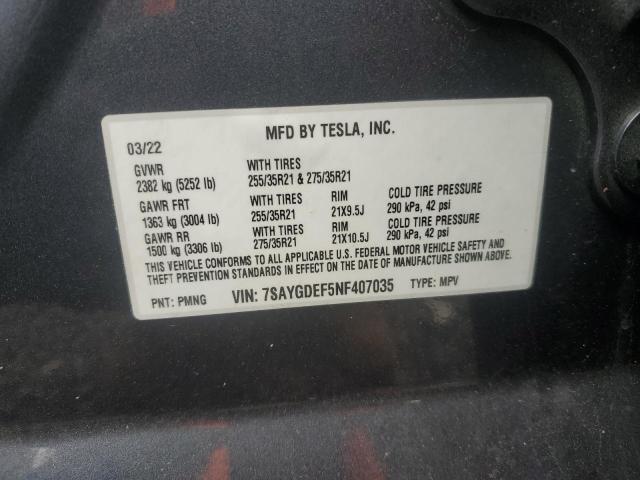 MFD BY TESLA, INC.
03/22
GVWR WITH TIRES
2382 kg (5252 lb) 255/35R21 & 275/35R21
GAWR FRT WITH TIRES RIM COLD TIRE PRESSURE
1363 kg (3004 lb) 255/35R21 21X9.5J 290 kPa, 42 psi
GAWR RR WITH TIRES RIM COLD TIRE PRESSURE
1500 kg (3306 lb) 275/35R21 21X10.5J 290 kPa, 42 psi
THIS VEHICLE CONFORMS TO ALL APPLICABLE U.S. FEDERAL MOTOR VEHICLE SAFETY AND
THEFT PREVENTION STANDARDS IN EFFECT ON THE DATE OF MANUFACTURE SHOWN ABOVE.
PNT: PMNG VIN: 7SAYGDEF5NF407035 TYPE: MPV